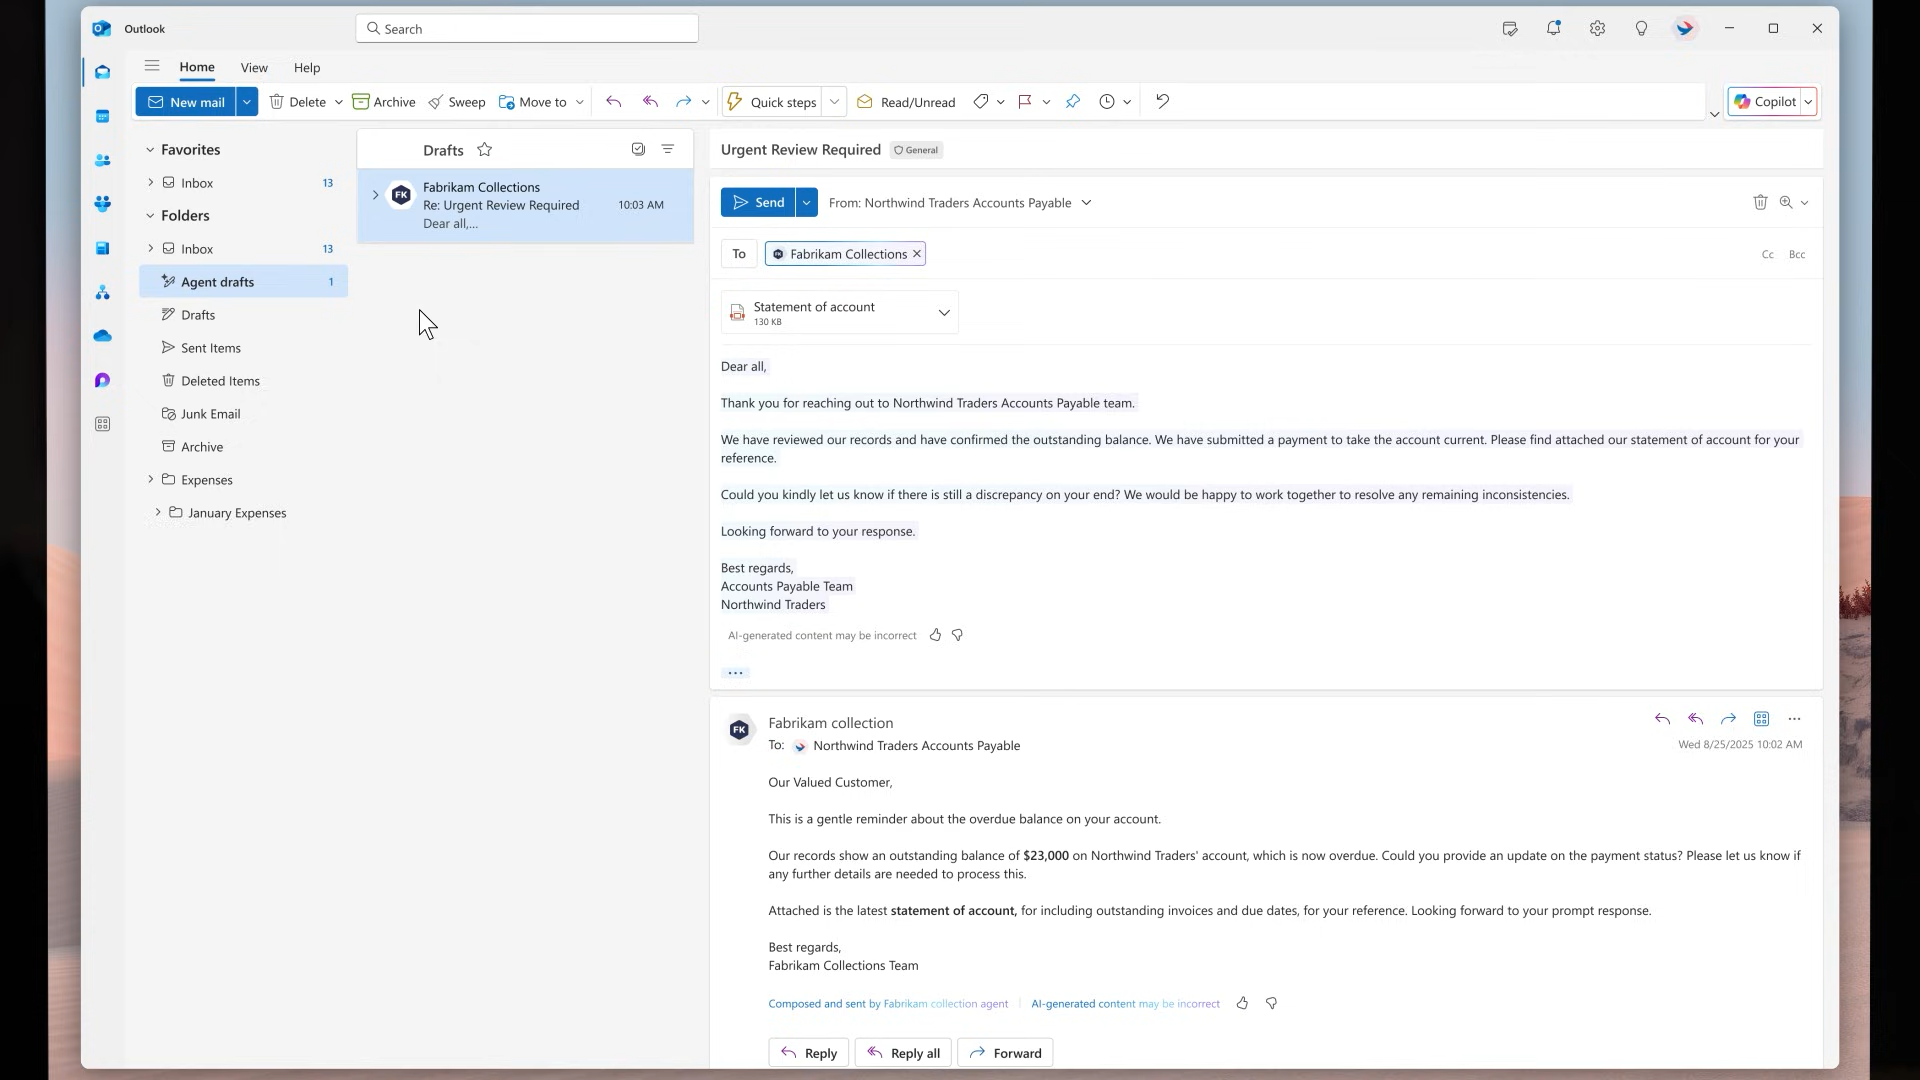 Outlook
Search
Home
View
Help
New mail
Delete
Archive
Sweep
Move to
Quick steps
Read/Unread
Copilot
Favorites
Inbox 13
Folders
Inbox 13
Agent drafts 1
Drafts
Sent Items
Deleted Items
Junk Email
Archive
Expenses
January Expenses
Drafts
FK
Fabrikam Collections
Re: Urgent Review Required 10:03 AM
Dear all,...
Urgent Review Required General
Send From: Northwind Traders Accounts Payable
To Fabrikam Collections Cc Bcc
Statement of account
130 KB
Dear all,
Thank you for reaching out to Northwind Traders Accounts Payable team.
We have reviewed our records and have confirmed the outstanding balance. We have submitted a payment to take the account current. Please find attached our statement of account for your
reference.
Could you kindly let us know if there is still a discrepancy on your end? We would be happy to work together to resolve any remaining inconsistencies.
Looking forward to your response.
Best regards,
Accounts Payable Team
Northwind Traders
AI-generated content may be incorrect
...
FK
Fabrikam collection
To: Northwind Traders Accounts Payable
Wed 8/25/2025 10:02 AM
Our Valued Customer,
This is a gentle reminder about the overdue balance on your account.
Our records show an outstanding balance of $23,000 on Northwind Traders' account, which is now overdue. Could you provide an update on the payment status? Please let us know if
any further details are needed to process this.
Attached is the latest statement of account, for including outstanding invoices and due dates, for your reference. Looking forward to your prompt response.
Best regards,
Fabrikam Collections Team
Composed and sent by Fabrikam collection agent AI-generated content may be incorrect
Reply
Reply all
Forward